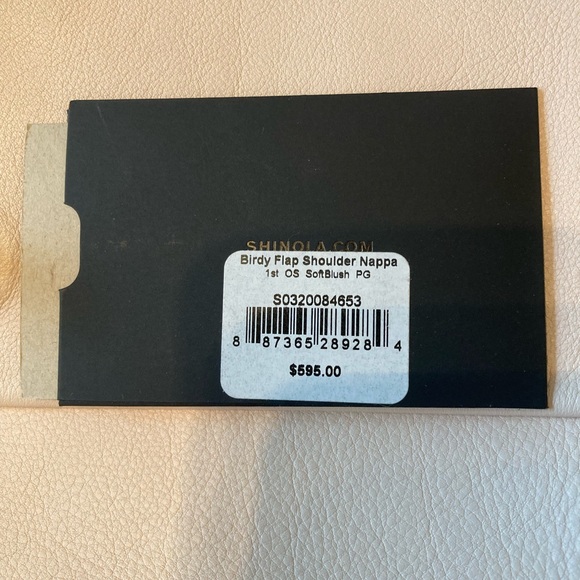 SHINOLA.COM
Birdy Flap Shoulder Nappa
1st OS SoftBlush PG
S0320084653
8 87365 28928 4
$595.00